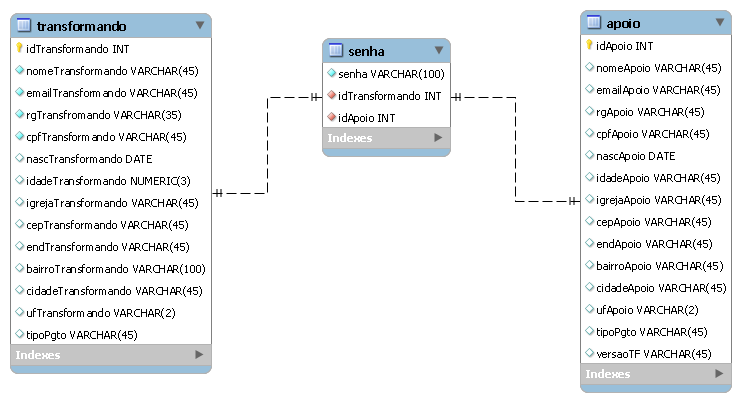 transformando
idTransformando INT
nomeTransformando VARCHAR(45)
emailTransformando VARCHAR(45)
rgTransfromando VARCHAR(35)
cpfTransformando VARCHAR(45)
nascTransformando DATE
idadeTransformando NUMERIC(3)
igrejaTransformando VARCHAR(45)
cepTransformando VARCHAR(45)
endTransformando VARCHAR(45)
bairroTransformando VARCHAR(100)
cidadeTransformando VARCHAR(45)
ufTransformando VARCHAR(2)
tipoPgto VARCHAR(45)
Indexes
senha
senha VARCHAR(100)
idTransformando INT
idApoio INT
Indexes
apoio
idApoio INT
nomeApoio VARCHAR(45)
emailApoio VARCHAR(45)
rgApoio VARCHAR(45)
cpfApoio VARCHAR(45)
nascApoio DATE
idadeApoio VARCHAR(45)
igrejaApoio VARCHAR(45)
cepApoio VARCHAR(45)
endApoio VARCHAR(45)
bairroApoio VARCHAR(45)
cidadeApoio VARCHAR(45)
ufApoio VARCHAR(2)
tipoPgto VARCHAR(45)
versaoTF VARCHAR(45)
Indexes